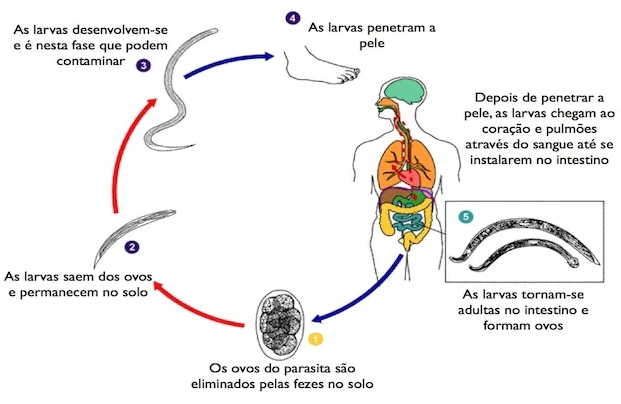 As larvas desenvolvem-se
e é nesta fase que podem
contaminar
3
4
As larvas penetram a
pele
Depois de penetrar a
pele, as larvas chegam ao
coração e pulmões
através do sangue até se
instalarem no intestino
5
As larvas tornam-se
adultas no intestino e
formam ovos
2
As larvas saem dos ovos
e permanecem no solo
1
Os ovos do parasita são
eliminados pelas fezes no solo